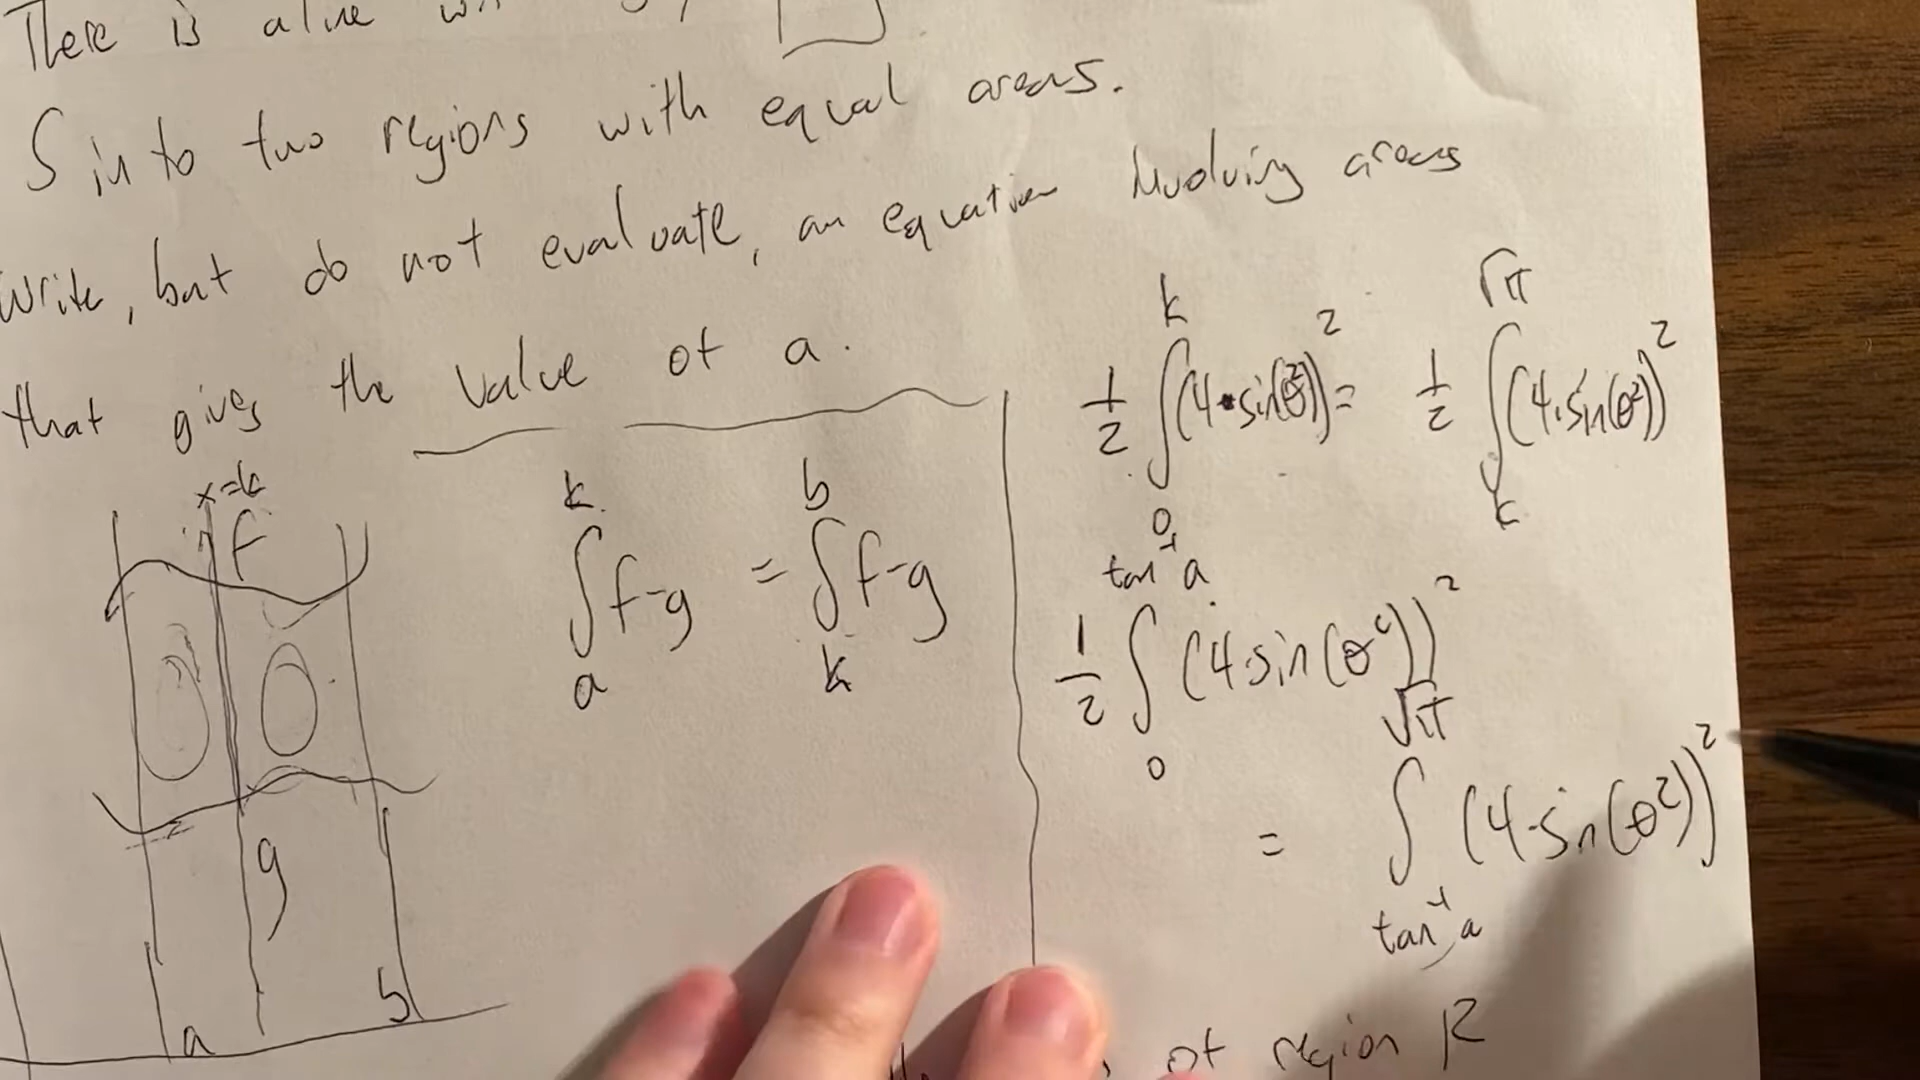 There is a line
S into two regions with equal areas.
Write, but do not evaluate, an equation involving areas
that gives the value of a.
x=k
f
g
a
b
k
∫ f-g
a
=
b
∫ f-g
k
k
1/2 ∫ (4·sin(θ²))²
0
=
√π
1/2 ∫ (4·sin(θ²))²
k
tan⁻¹ a
1/2 ∫ (4·sin(θ²))²
0
=
√π
∫ (4·sin(θ²))²
tan⁻¹ a
of region R